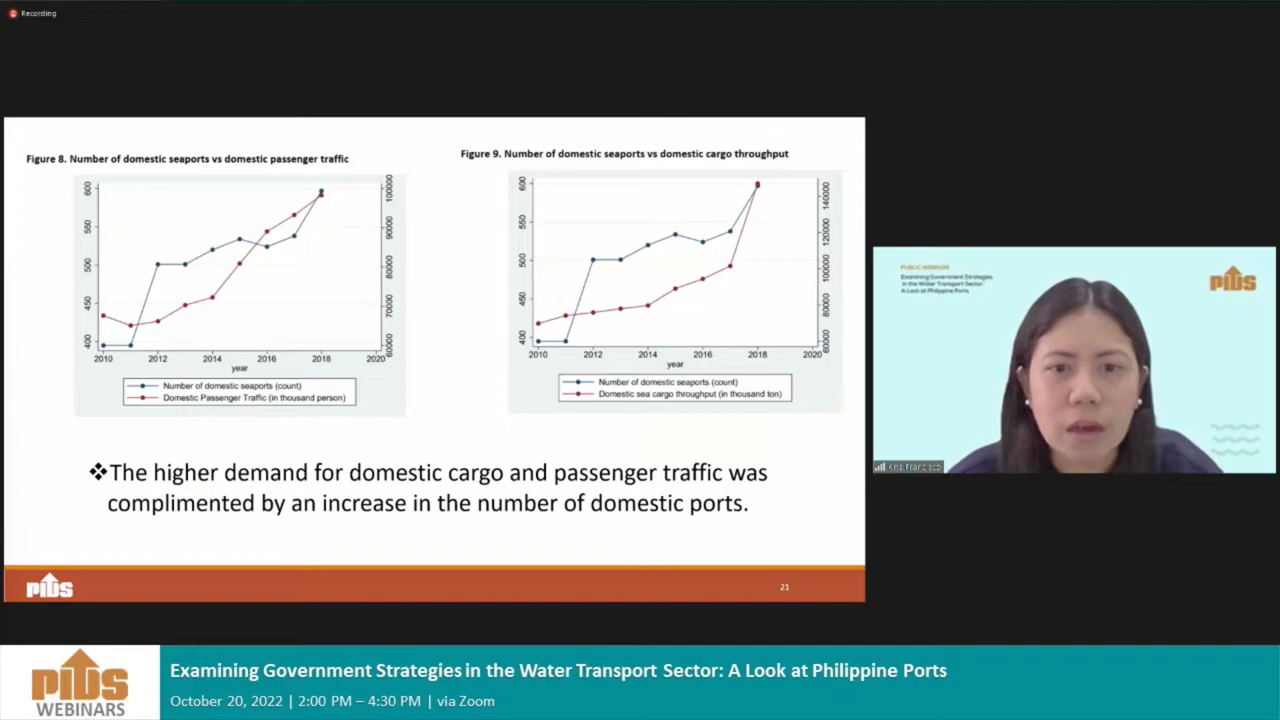 Recording
Figure 8. Number of domestic seaports vs domestic passenger traffic
600
550
500
450
400
100000
90000
80000
70000
60000
2010 2012 2014 2016 2018 2020
year
Number of domestic seaports (count)
Domestic Passenger Traffic (in thousand person)
Figure 9. Number of domestic seaports vs domestic cargo throughput
600
550
500
450
400
140000
120000
100000
80000
60000
2010 2012 2014 2016 2018 2020
year
Number of domestic seaports (count)
Domestic sea cargo throughput (in thousand ton)
❖The higher demand for domestic cargo and passenger traffic was
complimented by an increase in the number of domestic ports.
PIDS
21
PUBLIC WEBINAR
Examining Government Strategies
in the Water Transport Sector:
A Look at Philippine Ports
PIDS
Kris Francisco
PIDS
WEBINARS
Examining Government Strategies in the Water Transport Sector: A Look at Philippine Ports
October 20, 2022 | 2:00 PM – 4:30 PM | via Zoom